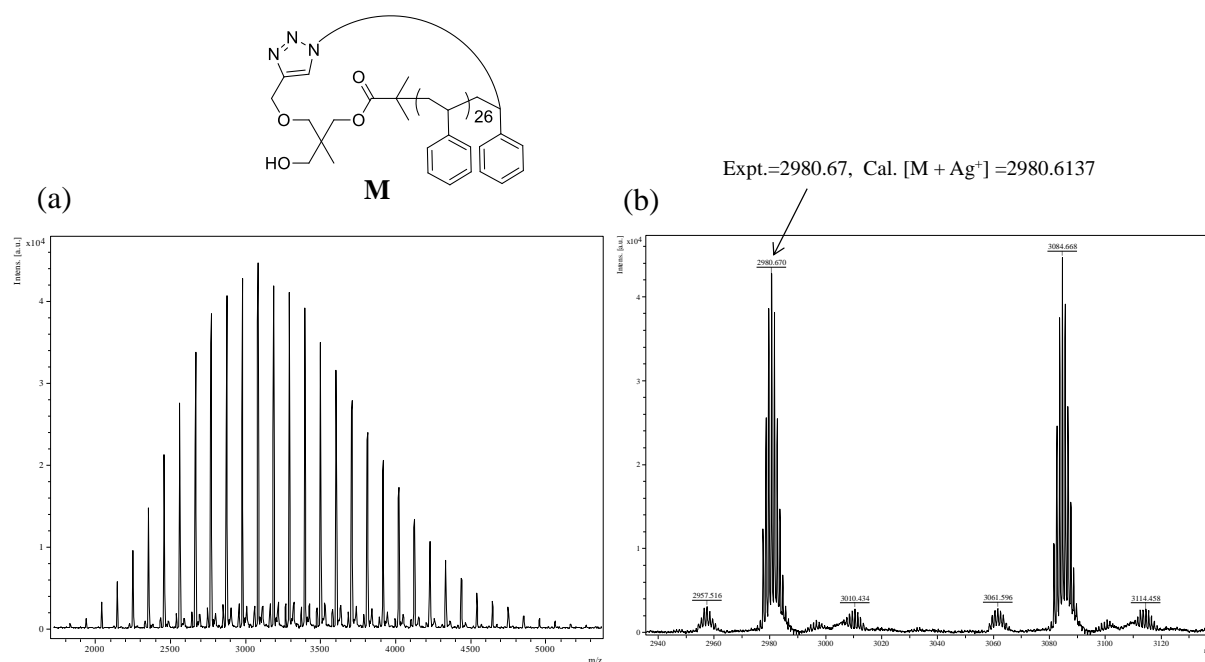 N
N
N
O
O
O
HO
26
M
Expt.=2980.67, Cal. [M + Ag⁺] =2980.6137
(a)
(b)
Intens. [a.u.]
x10⁴
4
3
2
1
0
2000 2500 3000 3500 4000 4500 5000
m/z
Intens. [a.u.]
x10⁴
2980.670
3084.668
4
3
2
1
0
2957.516
3010.434
3061.596
3114.458
2940 2960 2980 3000 3020 3040 3060 3080 3100 3120